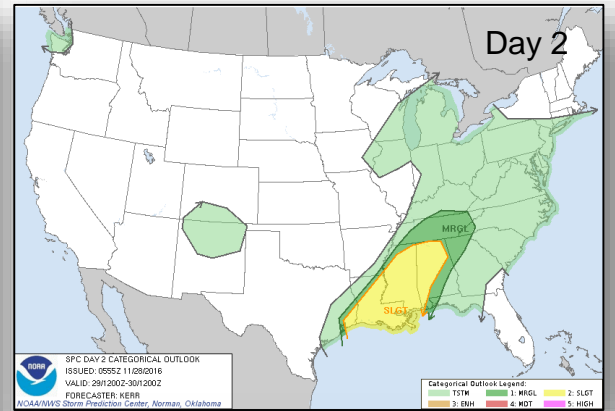 Day 2
MRGL
SLGT
noaa
SPC DAY 2 CATEGORICAL OUTLOOK
ISSUED: 0555Z 11/28/2016
VALID: 29/1200Z-30/1200Z
FORECASTER: KERR
NOAA/NWS Storm Prediction Center, Norman, Oklahoma
Categorical Outlook Legend:
TSTM 1: MRGL 2: SLGT
3: ENH 4: MDT 5: HIGH